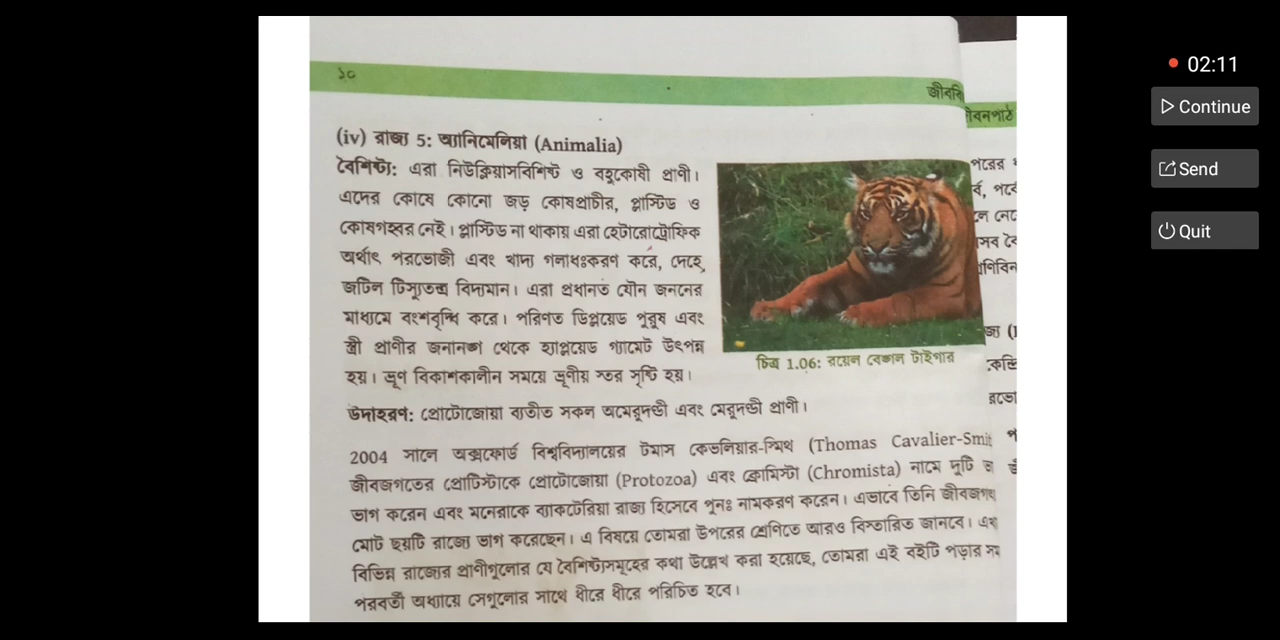 02:11
Continue
Send
Quit
১০
জীববি
জীবনপাঠ
(iv) রাজ্য 5: অ্যানিমেলিয়া (Animalia)
বৈশিষ্ট্য: এরা নিউক্লিয়াসবিশিষ্ট ও বহুকোষী প্রাণী।
এদের কোষে কোনো জড় কোষপ্রাচীর, প্লাস্টিড ও
কোষগহ্বর নেই। প্লাস্টিড না থাকায় এরা হেটারোট্রোফিক
অর্থাৎ পরভোজী এবং খাদ্য গলাধঃকরণ করে, দেহে
জটিল টিস্যুতন্ত্র বিদ্যমান। এরা প্রধানত যৌন জননের
মাধ্যমে বংশবৃদ্ধি করে। পরিণত ডিপ্লয়েড পুরুষ এবং
স্ত্রী প্রাণীর জননাঙ্গ থেকে হ্যাপ্লয়েড গ্যামেট উৎপন্ন
হয়। ভ্রূণ বিকাশকালীন সময়ে ভ্রূণীয় স্তর সৃষ্টি হয়।
চিত্র 1.06: রয়েল বেঙ্গল টাইগার
উদাহরণ: প্রোটোজোয়া ব্যতীত সকল অমেরুদণ্ডী এবং মেরুদণ্ডী প্রাণী।
2004 সালে অক্সফোর্ড বিশ্ববিদ্যালয়ের টমাস কেভলিয়ার-স্মিথ (Thomas Cavalier-Smit
জীবজগতের প্রোটিস্টাকে প্রোটোজোয়া (Protozoa) এবং ক্রোমিস্টা (Chromista) নামে দুটি
ভাগ করেন এবং মনেরাকে ব্যাকটেরিয়া রাজ্য হিসেবে পুনঃ নামকরণ করেন। এভাবে তিনি জীবজগৎ
মোট ছয়টি রাজ্যে ভাগ করেছেন। এ বিষয়ে তোমরা উপরের শ্রেণিতে আরও বিস্তারিত জানবে।
বিভিন্ন রাজ্যের প্রাণীগুলোর যে বৈশিষ্ট্যসমূহের কথা উল্লেখ করা হয়েছে, তোমরা এই বইটি পড়ার
পরবর্তী অধ্যায়ে সেগুলোর সাথে ধীরে ধীরে পরিচিত হবে।